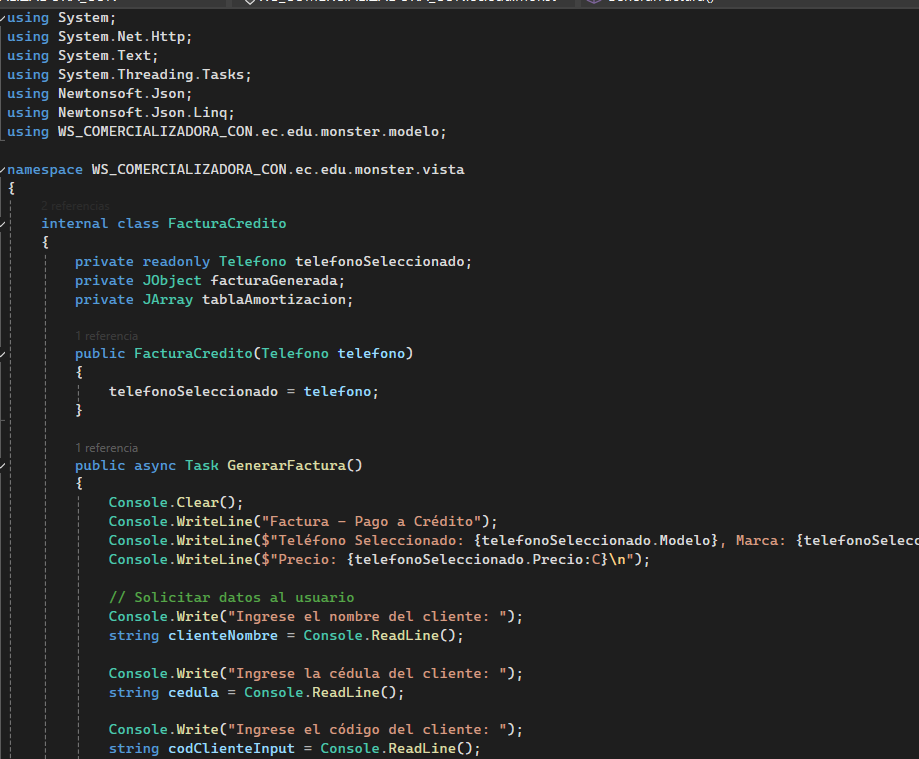 using System;
using System.Net.Http;
using System.Text;
using System.Threading.Tasks;
using Newtonsoft.Json;
using Newtonsoft.Json.Linq;
using WS_COMERCIALIZADORA_CON.ec.edu.monster.modelo;
namespace WS_COMERCIALIZADORA_CON.ec.edu.monster.vista
{
2 referencias
internal class FacturaCredito
{
private readonly Telefono telefonoSeleccionado;
private JObject facturaGenerada;
private JArray tablaAmortizacion;
1 referencia
public FacturaCredito(Telefono telefono)
{
telefonoSeleccionado = telefono;
}
1 referencia
public async Task GenerarFactura()
{
Console.Clear();
Console.WriteLine("Factura - Pago a Crédito");
Console.WriteLine($"Teléfono Seleccionado: {telefonoSeleccionado.Modelo}, Marca: {telefonoSelecc
Console.WriteLine($"Precio: {telefonoSeleccionado.Precio:C}\n");
// Solicitar datos al usuario
Console.Write("Ingrese el nombre del cliente: ");
string clienteNombre = Console.ReadLine();
Console.Write("Ingrese la cédula del cliente: ");
string cedula = Console.ReadLine();
Console.Write("Ingrese el código del cliente: ");
string codClienteInput = Console.ReadLine();